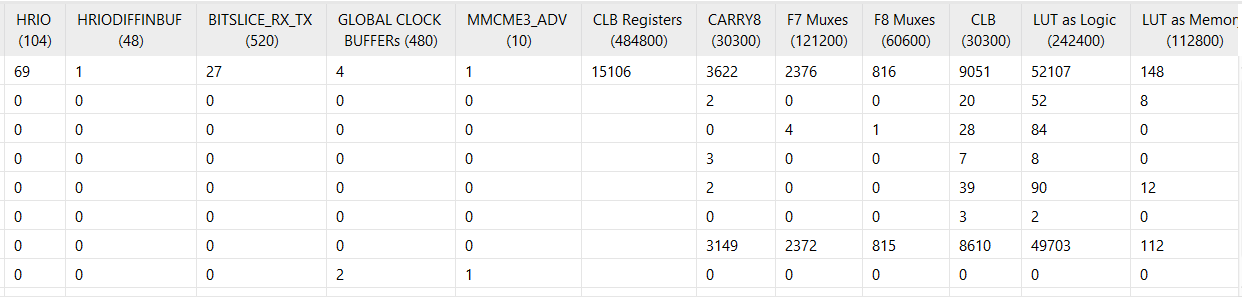 HRIO (104) HRIODIFFINBUF (48) BITSLICE_RX_TX (520) GLOBAL CLOCK BUFFERs (480) MMCME3_ADV (10) CLB Registers (484800) CARRY8 (30300) F7 Muxes (121200) F8 Muxes (60600) CLB (30300) LUT as Logic (242400) LUT as Memor (112800)
69 1 27 4 1 15106 3622 2376 816 9051 52107 148
0 0 0 0 0 2 0 0 20 52 8
0 0 0 0 0 0 4 1 28 84 0
0 0 0 0 0 3 0 0 7 8 0
0 0 0 0 0 2 0 0 39 90 12
0 0 0 0 0 0 0 0 3 2 0
0 0 0 0 0 3149 2372 815 8610 49703 112
0 0 0 2 1 0 0 0 0 0 0